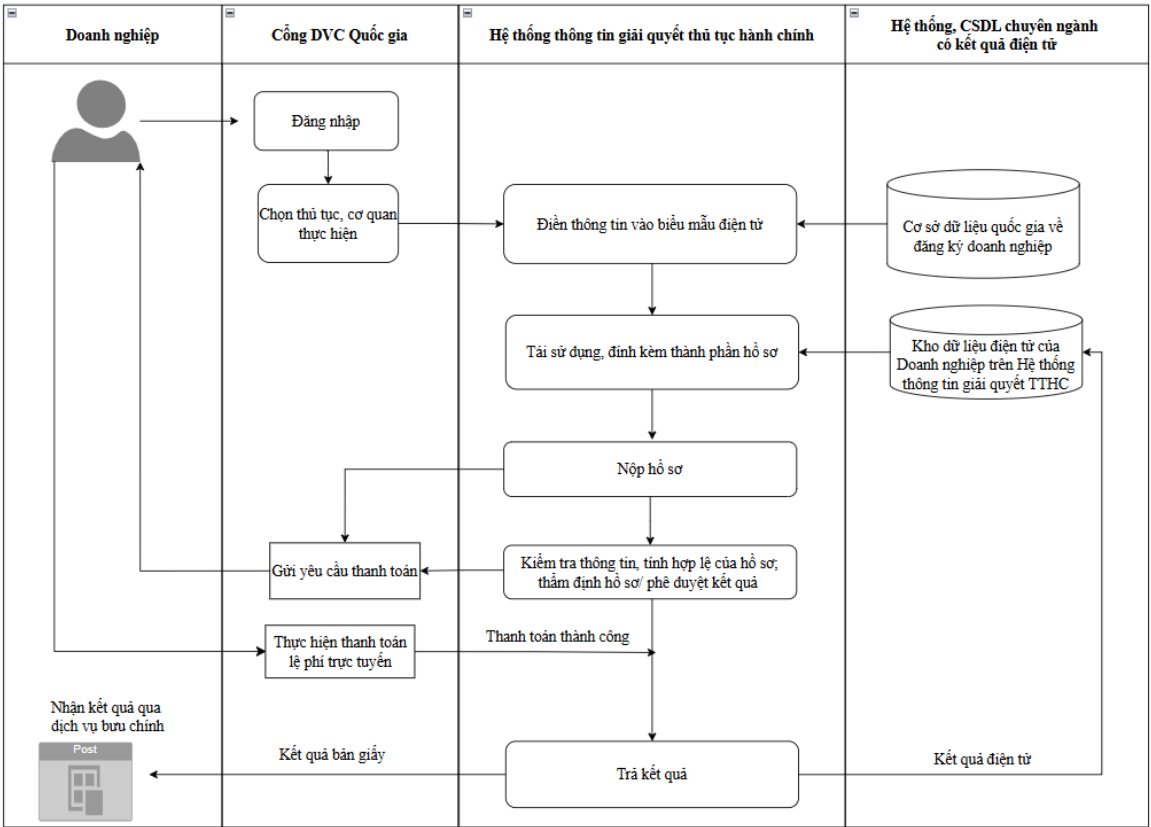 Doanh nghiệp
Cổng DVC Quốc gia
Hệ thống thông tin giải quyết thủ tục hành chính
Hệ thống, CSDL chuyên ngành
có kết quả điện tử
Đăng nhập
Chọn thủ tục, cơ quan
thực hiện
Điền thông tin vào biểu mẫu điện tử
Cơ sở dữ liệu quốc gia về
đăng ký doanh nghiệp
Tái sử dụng, đính kèm thành phần hồ sơ
Kho dữ liệu điện tử của
Doanh nghiệp trên Hệ thống
thông tin giải quyết TTHC
Nộp hồ sơ
Gửi yêu cầu thanh toán
Kiểm tra thông tin, tính hợp lệ của hồ sơ;
thẩm định hồ sơ/ phê duyệt kết quả
Thực hiện thanh toán
lệ phí trực tuyến
Thanh toán thành công
Nhận kết quả qua
dịch vụ bưu chính
Post
Kết quả bản giấy
Trả kết quả
Kết quả điện tử